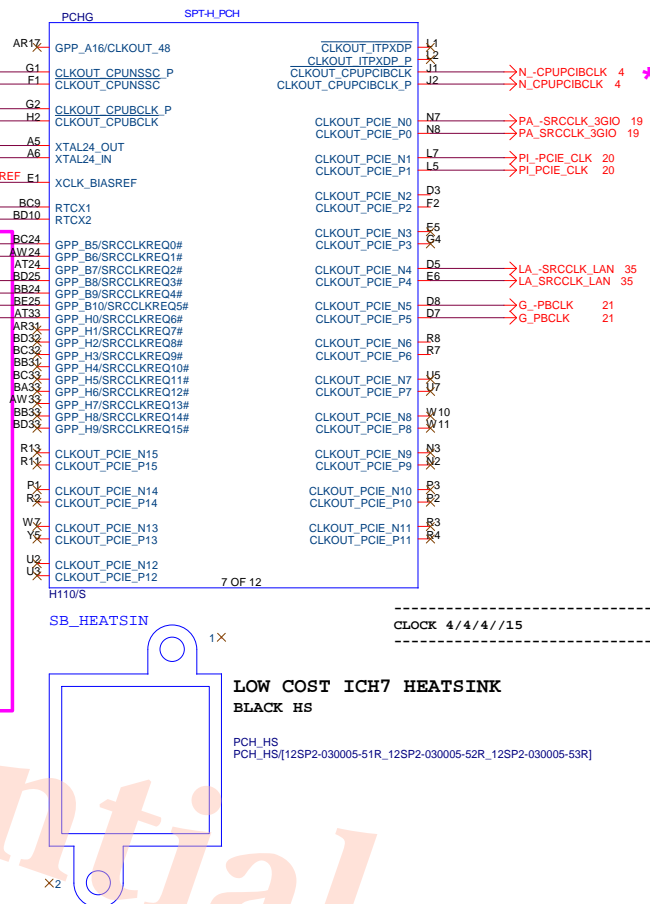 PCHG
SPT-H_PCH
AR17 GPP_A16/CLKOUT_48
G1 CLKOUT_CPUNSSC_P
F1 CLKOUT_CPUNSSC
G2 CLKOUT_CPUBCLK_P
H2 CLKOUT_CPUBCLK
A5 XTAL24_OUT
A6 XTAL24_IN
REF E1 XCLK_BIASREF
BC9 RTCX1
BD10 RTCX2
BC24 GPP_B5/SRCCLKREQ0#
AW24 GPP_B6/SRCCLKREQ1#
AT24 GPP_B7/SRCCLKREQ2#
BD25 GPP_B8/SRCCLKREQ3#
BB24 GPP_B9/SRCCLKREQ4#
BE25 GPP_B10/SRCCLKREQ5#
AT33 GPP_H0/SRCCLKREQ6#
AR31 GPP_H1/SRCCLKREQ7#
BD32 GPP_H2/SRCCLKREQ8#
BC32 GPP_H3/SRCCLKREQ9#
BB31 GPP_H4/SRCCLKREQ10#
BC33 GPP_H5/SRCCLKREQ11#
BA33 GPP_H6/SRCCLKREQ12#
AW33 GPP_H7/SRCCLKREQ13#
BB33 GPP_H8/SRCCLKREQ14#
BD33 GPP_H9/SRCCLKREQ15#
R13 CLKOUT_PCIE_N15
R11 CLKOUT_PCIE_P15
P1 CLKOUT_PCIE_N14
R2 CLKOUT_PCIE_P14
W7 CLKOUT_PCIE_N13
Y5 CLKOUT_PCIE_P13
U2 CLKOUT_PCIE_N12
U3 CLKOUT_PCIE_P12
CLKOUT_ITPXDP L1
CLKOUT_ITPXDP_P L2
CLKOUT_CPUPCIBCLK J1 N_-CPUPCIBCLK 4 *
CLKOUT_CPUPCIBCLK_P J2 N_CPUPCIBCLK 4
CLKOUT_PCIE_N0 N7 PA_-SRCCLK_3GIO 19
CLKOUT_PCIE_P0 N8 PA_SRCCLK_3GIO 19
CLKOUT_PCIE_N1 L7 PI_-PCIE_CLK 20
CLKOUT_PCIE_P1 L5 PI_PCIE_CLK 20
CLKOUT_PCIE_N2 D3
CLKOUT_PCIE_P2 F2
CLKOUT_PCIE_N3 E5
CLKOUT_PCIE_P3 G4
CLKOUT_PCIE_N4 D5 LA_-SRCCLK_LAN 35
CLKOUT_PCIE_P4 E6 LA_SRCCLK_LAN 35
CLKOUT_PCIE_N5 D8 G_-PBCLK 21
CLKOUT_PCIE_P5 D7 G_PBCLK 21
CLKOUT_PCIE_N6 R8
CLKOUT_PCIE_P6 R7
CLKOUT_PCIE_N7 U5
CLKOUT_PCIE_P7 U7
CLKOUT_PCIE_N8 W10
CLKOUT_PCIE_P8 W11
CLKOUT_PCIE_N9 N3
CLKOUT_PCIE_P9 N2
CLKOUT_PCIE_N10 P3
CLKOUT_PCIE_P10 P2
CLKOUT_PCIE_N11 R3
CLKOUT_PCIE_P11 R4
7 OF 12
H110/S
CLOCK 4/4/4//15
SB_HEATSIN
1
LOW COST ICH7 HEATSINK
BLACK HS
PCH_HS
PCH_HS/[12SP2-030005-51R_12SP2-030005-52R_12SP2-030005-53R]
2
ntial